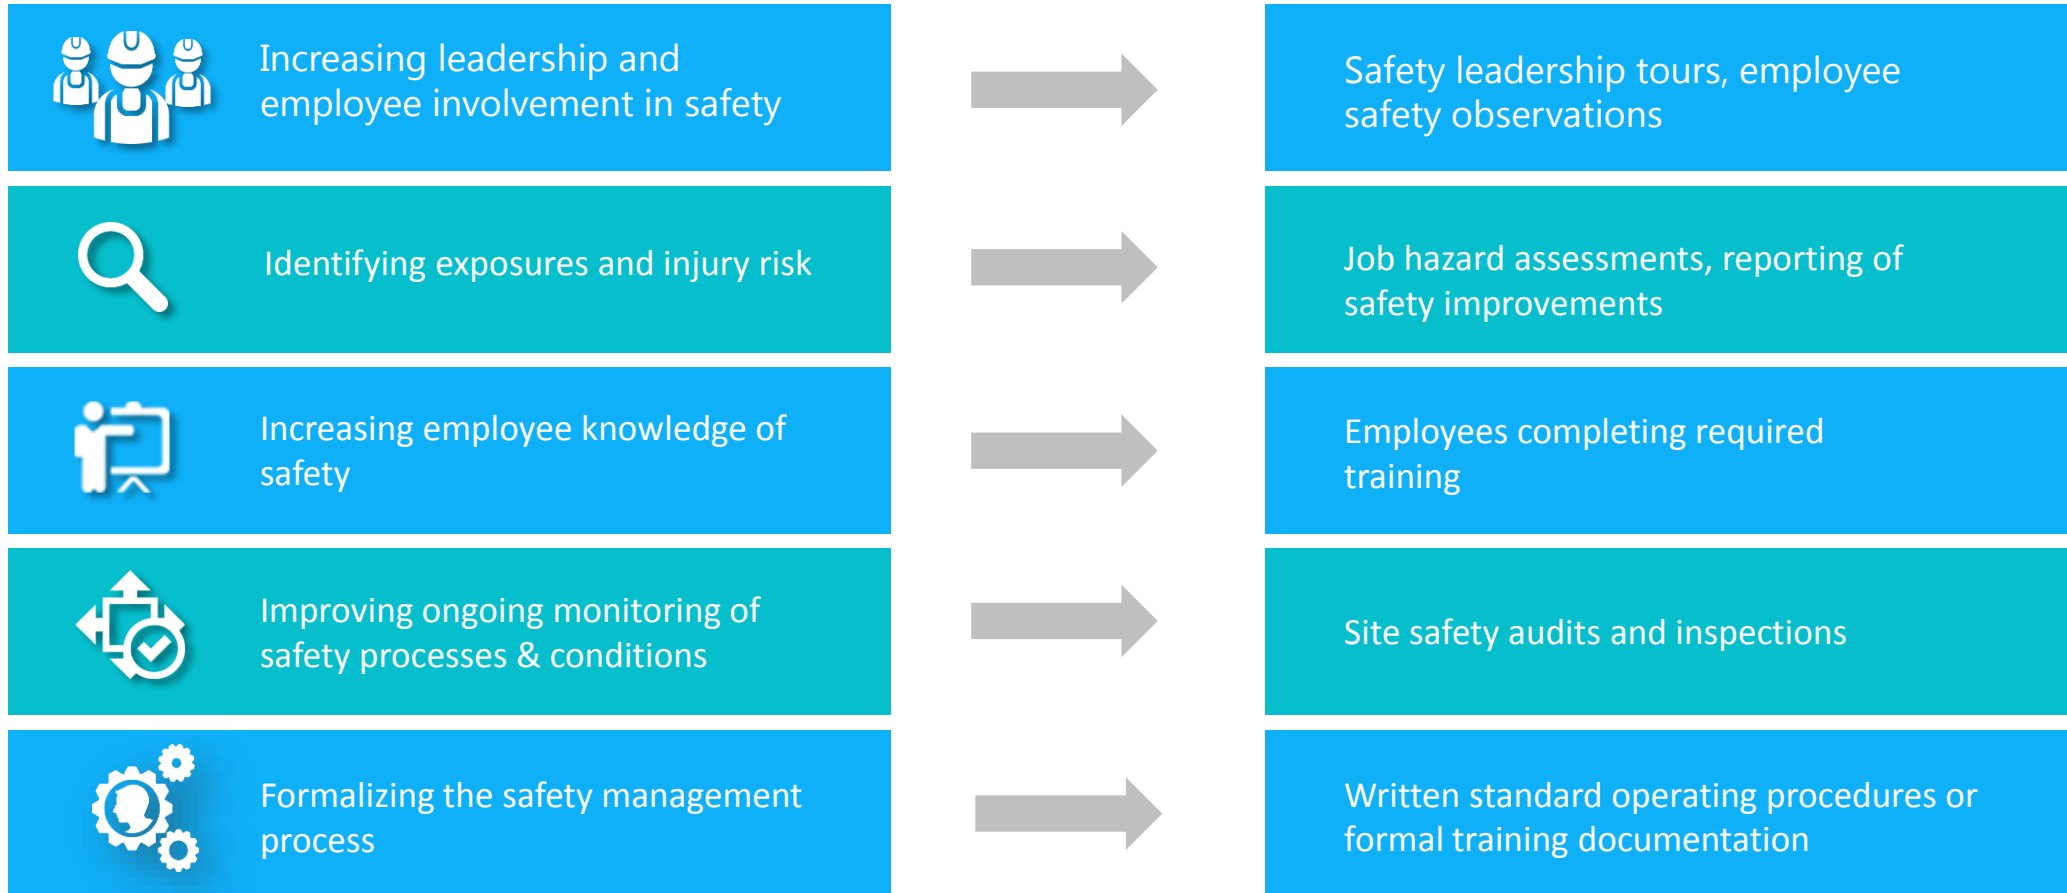 Increasing leadership and
employee involvement in safety
Safety leadership tours, employee
safety observations
Identifying exposures and injury risk
Job hazard assessments, reporting of
safety improvements
Increasing employee knowledge of
safety
Employees completing required
training
Improving ongoing monitoring of
safety processes & conditions
Site safety audits and inspections
Formalizing the safety management
process
Written standard operating procedures or
formal training documentation